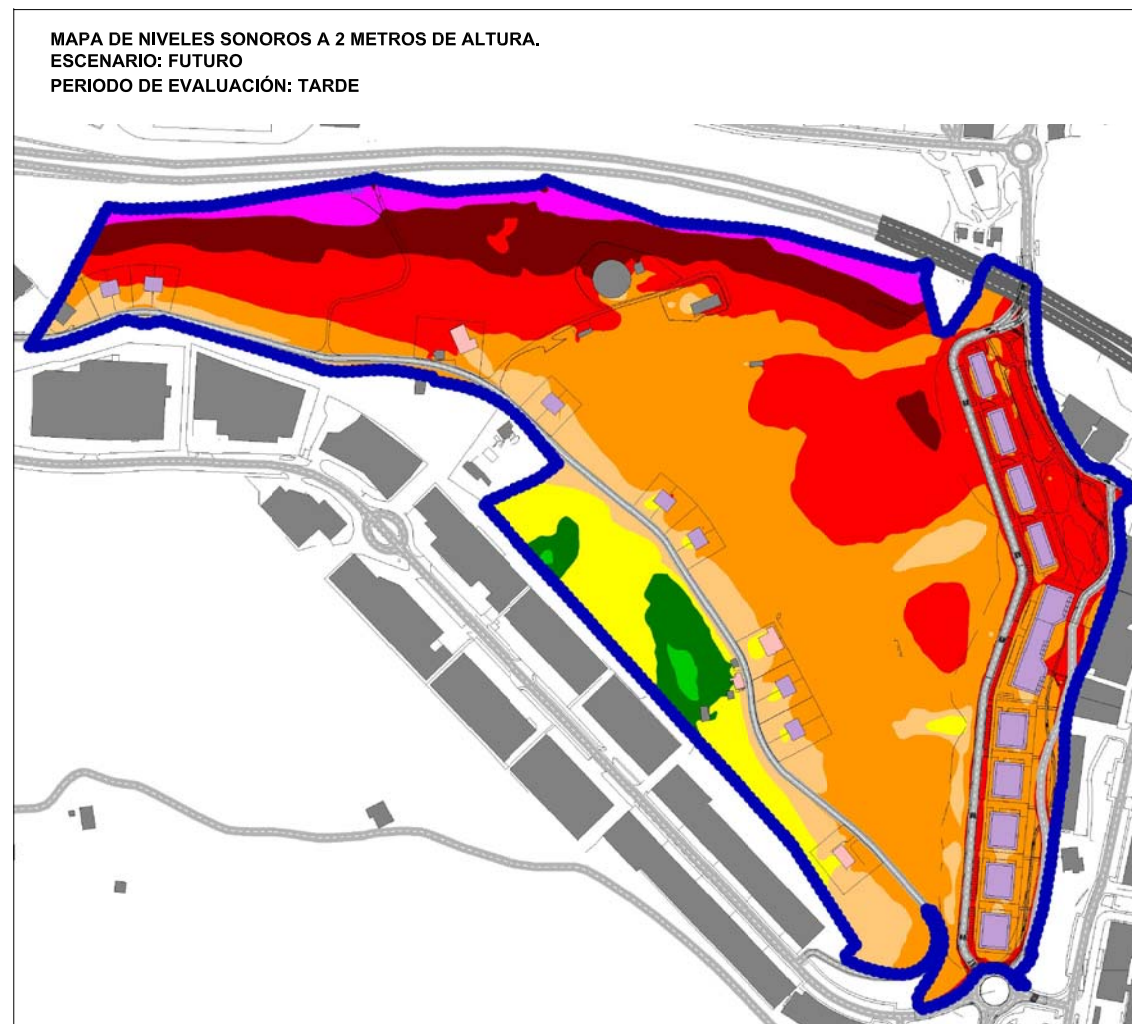 MAPA DE NIVELES SONOROS A 2 METROS DE ALTURA.
ESCENARIO: FUTURO
PERIODO DE EVALUACIÓN: TARDE